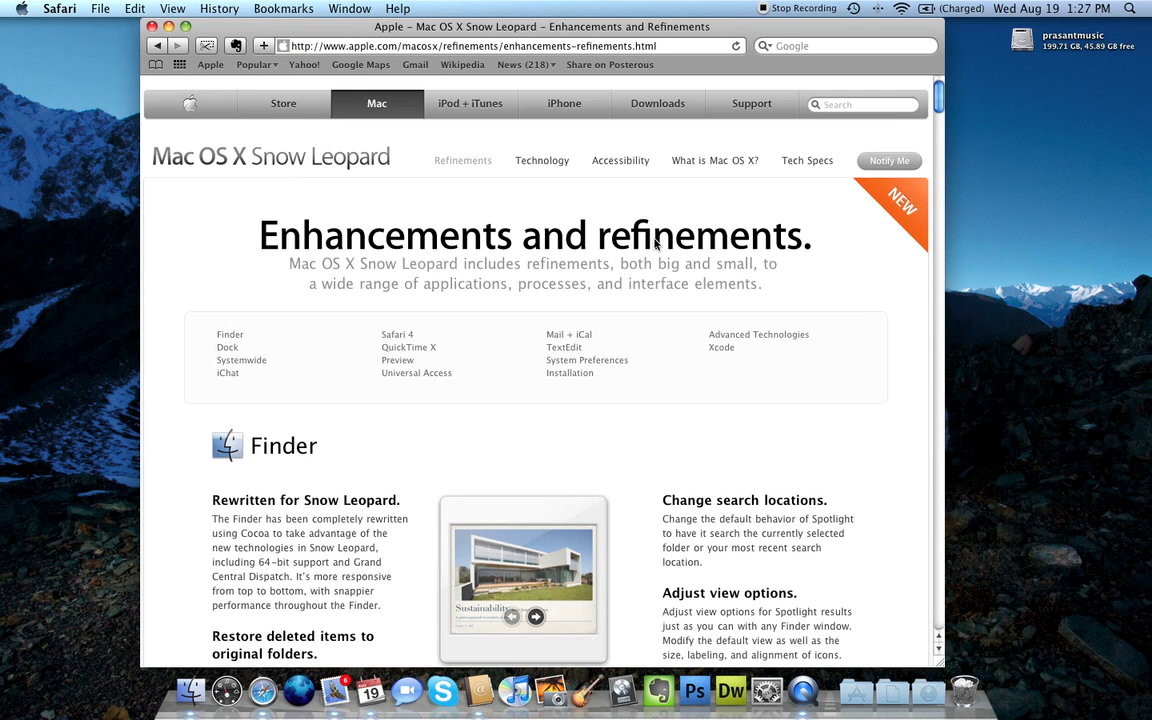 Safari File Edit View History Bookmarks Window Help Stop Recording (Charged) Wed Aug 19 1:27 PM
Apple – Mac OS X Snow Leopard – Enhancements and Refinements
http://www.apple.com/macosx/refinements/enhancements-refinements.html Google
Apple Popular Yahoo! Google Maps Gmail Wikipedia News (218) Share on Posterous
prasantmusic
199.71 GB, 45.89 GB free
Store Mac iPod + iTunes iPhone Downloads Support Search
Mac OS X Snow Leopard Refinements Technology Accessibility What is Mac OS X? Tech Specs Notify Me
NEW
Enhancements and refinements.
Mac OS X Snow Leopard includes refinements, both big and small, to
a wide range of applications, processes, and interface elements.
Finder Safari 4 Mail + iCal Advanced Technologies
Dock QuickTime X TextEdit Xcode
Systemwide Preview System Preferences
iChat Universal Access Installation
Finder
Rewritten for Snow Leopard.
The Finder has been completely rewritten
using Cocoa to take advantage of the
new technologies in Snow Leopard,
including 64-bit support and Grand
Central Dispatch. It's more responsive
from top to bottom, with snappier
performance throughout the Finder.
Restore deleted items to
original folders.
Sustainability
Change search locations.
Change the default behavior of Spotlight
to have it search the currently selected
folder or your most recent search
location.
Adjust view options.
Adjust view options for Spotlight results
just as you can with any Finder window.
Modify the default view as well as the
size, labeling, and alignment of icons.
6
19
Ps Dw